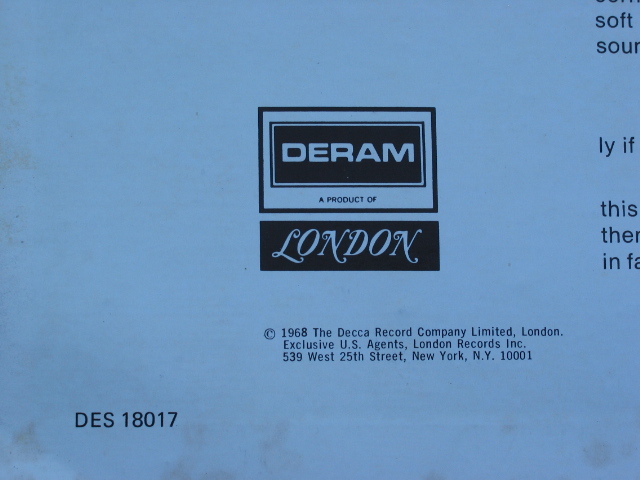 soft
sour
ly if
this
ther
in fa
DERAM
A PRODUCT OF
LONDON
© 1968 The Decca Record Company Limited, London.
Exclusive U.S. Agents, London Records Inc.
539 West 25th Street, New York, N.Y. 10001
DES 18017